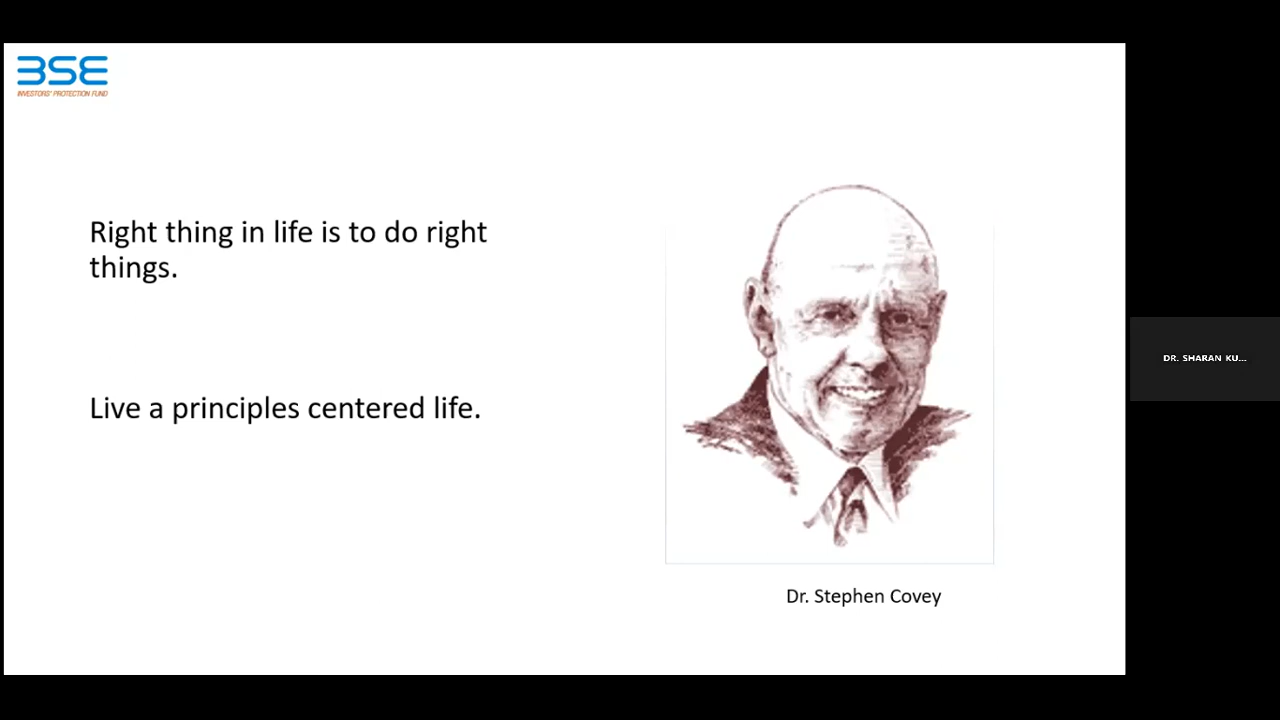 BSE
INVESTORS' PROTECTION FUND
Right thing in life is to do right
things.
Live a principles centered life.
DR. SHARAN KU...
Dr. Stephen Covey